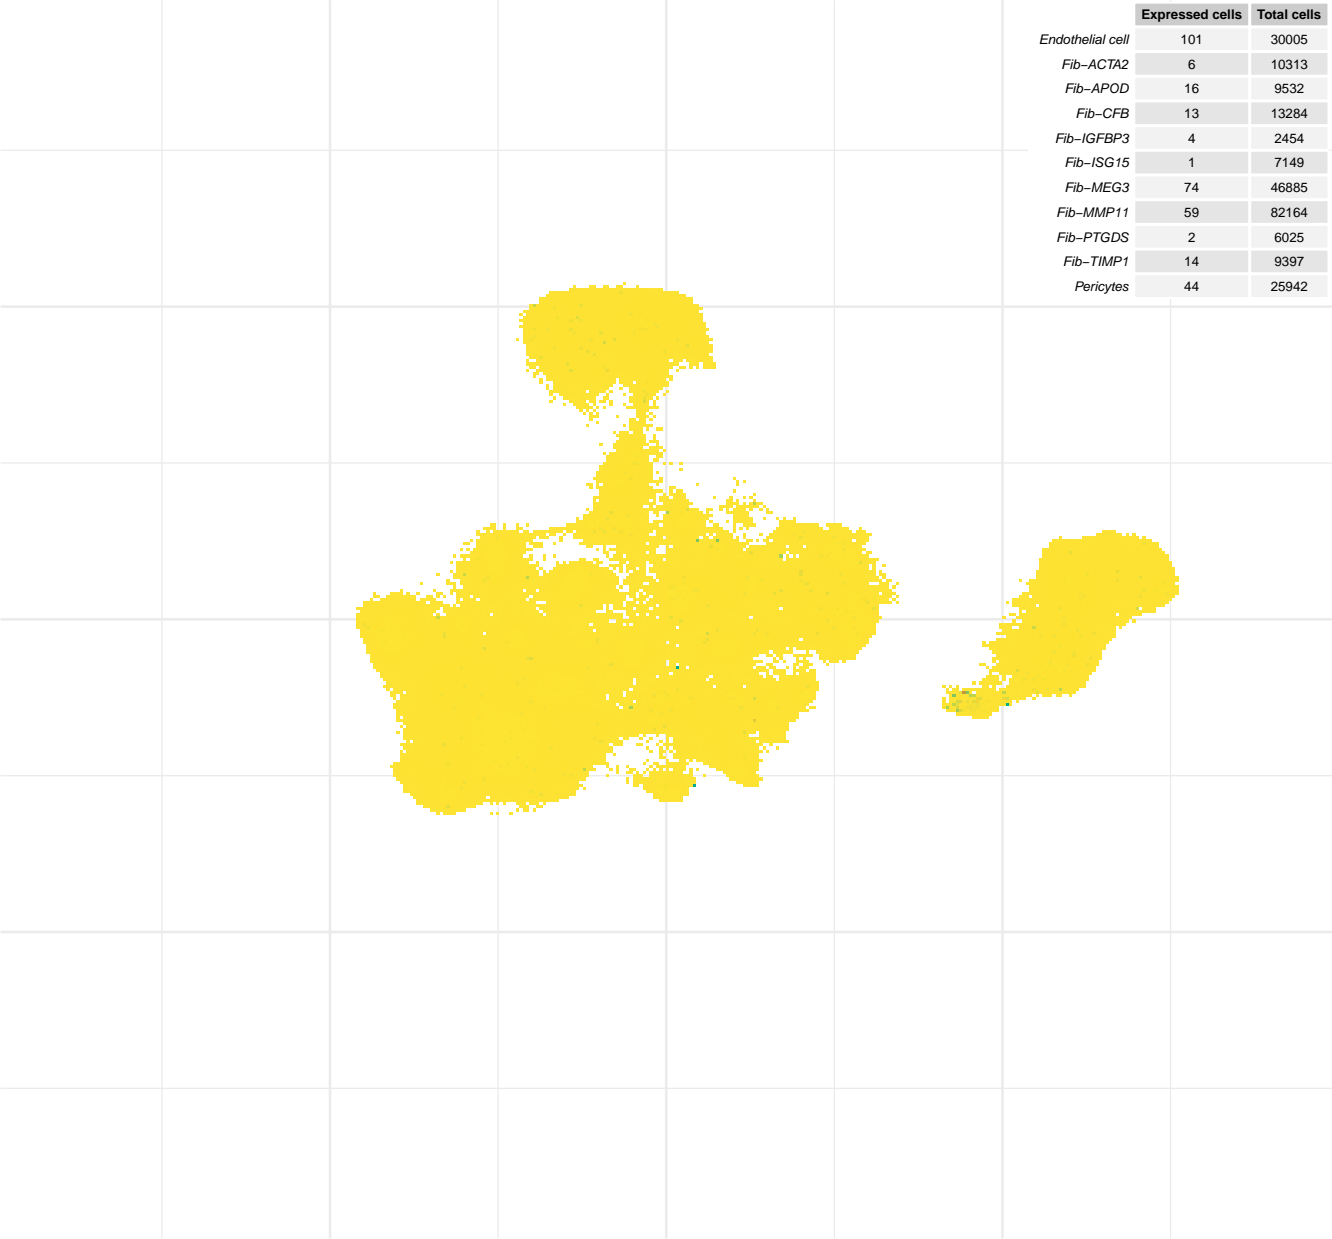 Expressed cells Total cells
Endothelial cell 101 30005
Fib−ACTA2 6 10313
Fib−APOD 16 9532
Fib−CFB 13 13284
Fib−IGFBP3 4 2454
Fib−ISG15 1 7149
Fib−MEG3 74 46885
Fib−MMP11 59 82164
Fib−PTGDS 2 6025
Fib−TIMP1 14 9397
Pericytes 44 25942